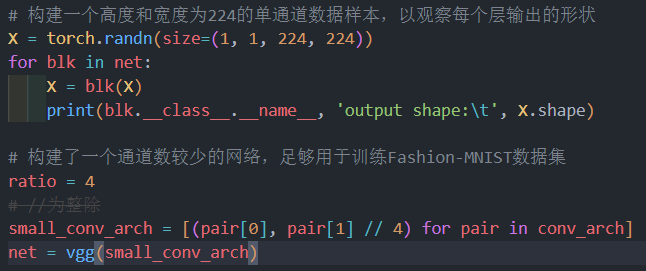 # 构建一个高度和宽度为224的单通道数据样本，以观察每个层输出的形状
X = torch.randn(size=(1, 1, 224, 224))
for blk in net:
    X = blk(X)
    print(blk.__class__.__name__, 'output shape:\t', X.shape)

# 构建了一个通道数较少的网络，足够用于训练Fashion-MNIST数据集
ratio = 4
# //为整除
small_conv_arch = [(pair[0], pair[1] // 4) for pair in conv_arch]
net = vgg(small_conv_arch)